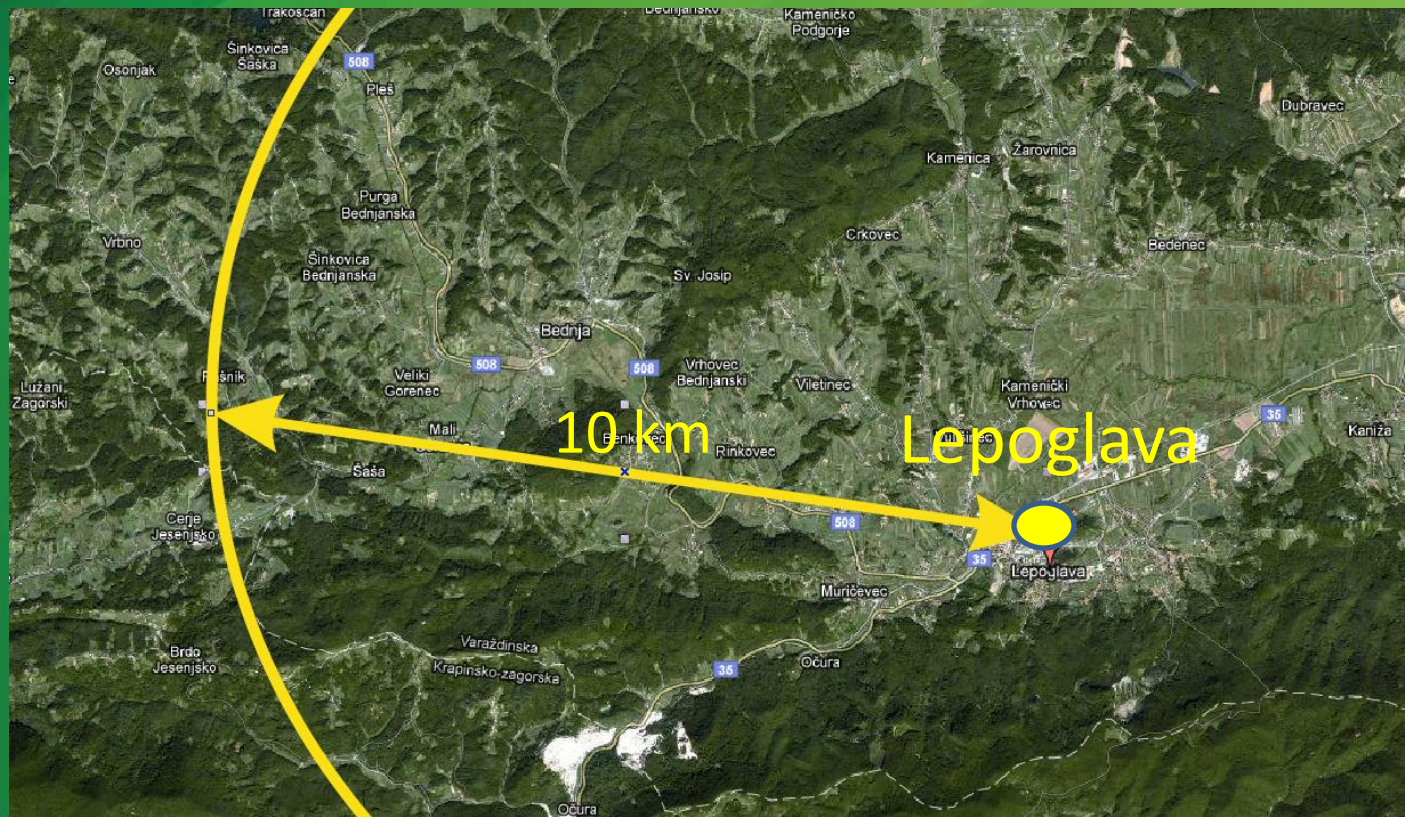 Trakošćan
Bednjansko
Kameničko
Podgorje
Šinkovica
Šaška
Osonjak
508
Pleš
Dubravec
Kamenica
Žarovnica
Purga
Bednjanska
Vrbno
Crkovec
Bedenec
Šinkovica
Bednjanska
Sv. Josip
Bednja
508
508
Vrhovec
Bednjanski
Viletinec
Veliki
Gorenec
Kamenički
Vrhovec
Lužani
Zagorski
35
Kaniža
Mali
10 km
Lepoglava
Rinkovec
Šaša
Cerje
Jesenjsko
508
35
Lepoglava
Muričevec
Varaždinska
Krapinsko-zagorska
Brdo
Jesenjsko
Očura
35
Očura